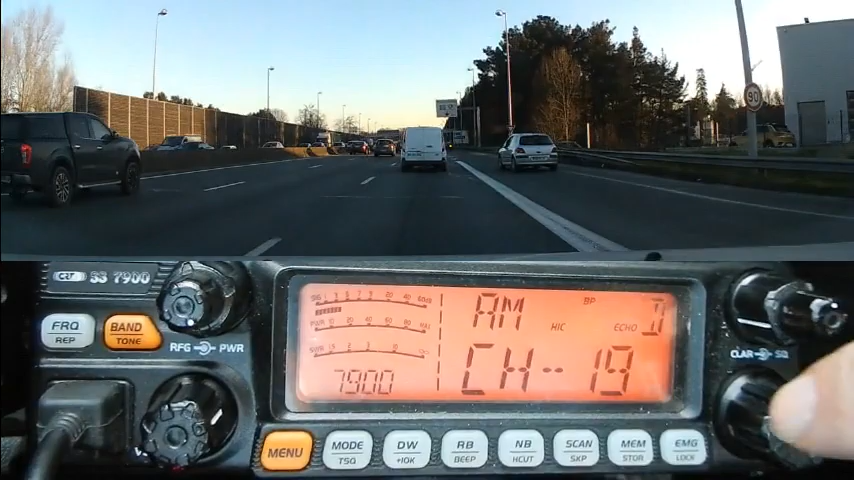 90
CRT SS 7900
FRQ
REP
BAND
TONE
RFG PWR
AM
BP
HIC
ECHO
D
CH--19
7900
CLAR SQ
MENU
MODE
TSQ
DW
+10K
RB
BEEP
NB
HCUT
SCAN
SKP
MEM
STOR
EMG
LOCK